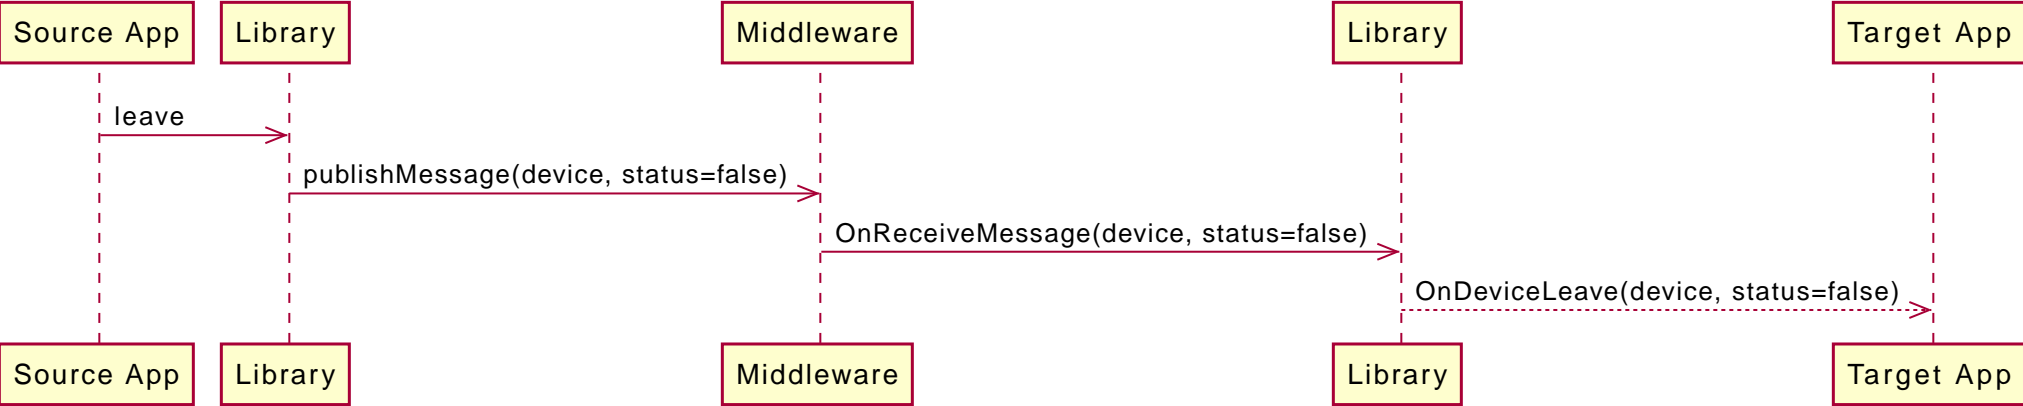 Source App
Library
Middleware
Library
Target App
leave
publishMessage(device, status=false)
OnReceiveMessage(device, status=false)
OnDeviceLeave(device, status=false)
Source App
Library
Middleware
Library
Target App